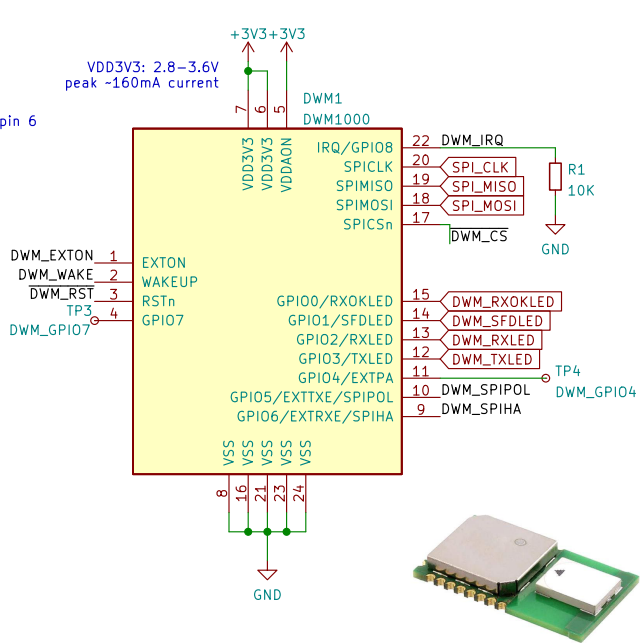 +3V3 +3V3
VDD3V3: 2.8–3.6V
peak ~160mA current
pin 6
DWM1
DWM1000
7
6
5
VDD3V3
VDD3V3
VDDAON
IRQ/GPIO8 22 DWM_IRQ
SPICLK 20 SPI_CLK
SPIMISO 19 SPI_MISO
SPIMOSI 18 SPI_MOSI
SPICSn 17
DWM_CS
R1
10K
GND
DWM_EXTON 1 EXTON
DWM_WAKE 2 WAKEUP
DWM_RST 3 RSTn
TP3
DWM_GPIO7
4 GPIO7
GPIO0/RXOKLED 15 DWM_RXOKLED
GPIO1/SFDLED 14 DWM_SFDLED
GPIO2/RXLED 13 DWM_RXLED
GPIO3/TXLED 12 DWM_TXLED
GPIO4/EXTPA 11
TP4
DWM_GPIO4
GPIO5/EXTTXE/SPIPOL 10 DWM_SPIPOL
GPIO6/EXTRXE/SPIHA 9 DWM_SPIHA
VSS
VSS
VSS
VSS
VSS
8
16
21
23
24
GND